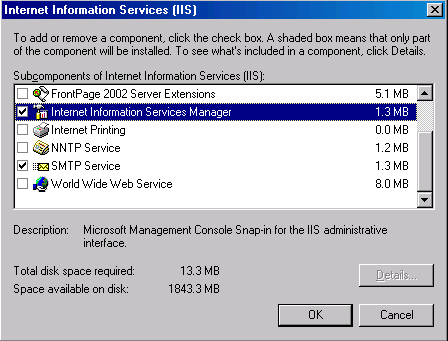 Internet Information Services (IIS)
To add or remove a component, click the check box. A shaded box means that only part
of the component will be installed. To see what's included in a component, click Details.
Subcomponents of Internet Information Services (IIS):
FrontPage 2002 Server Extensions 5.1 MB
Internet Information Services Manager 1.3 MB
Internet Printing 0.0 MB
NNTP Service 1.2 MB
SMTP Service 1.3 MB
World Wide Web Service 8.0 MB
Description: Microsoft Management Console Snap-in for the IIS administrative
interface.
Total disk space required: 13.3 MB
Space available on disk: 1843.3 MB
Details...
OK Cancel